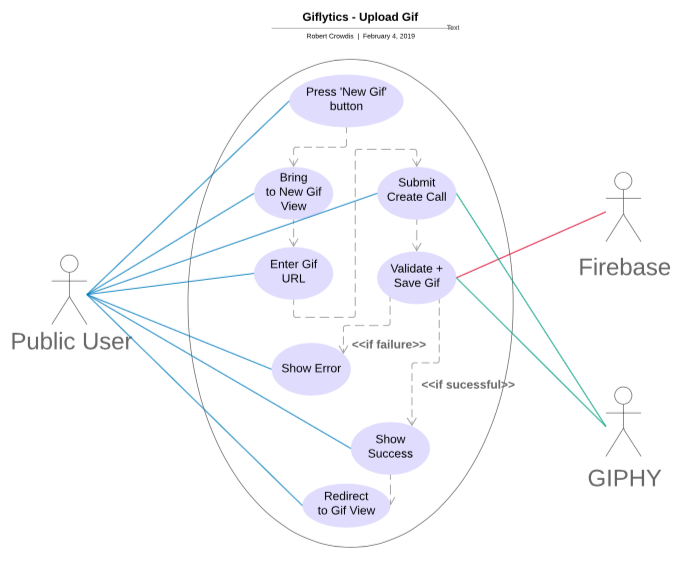 Giflytics - Upload Gif
Text
Robert Crowdis | February 4, 2019
Press 'New Gif'
button
Bring
to New Gif
View
Submit
Create Call
Enter Gif
URL
Validate +
Save Gif
Firebase
Public User
<<if failure>>
Show Error
<<if sucessful>>
Show
Success
GIPHY
Redirect
to Gif View